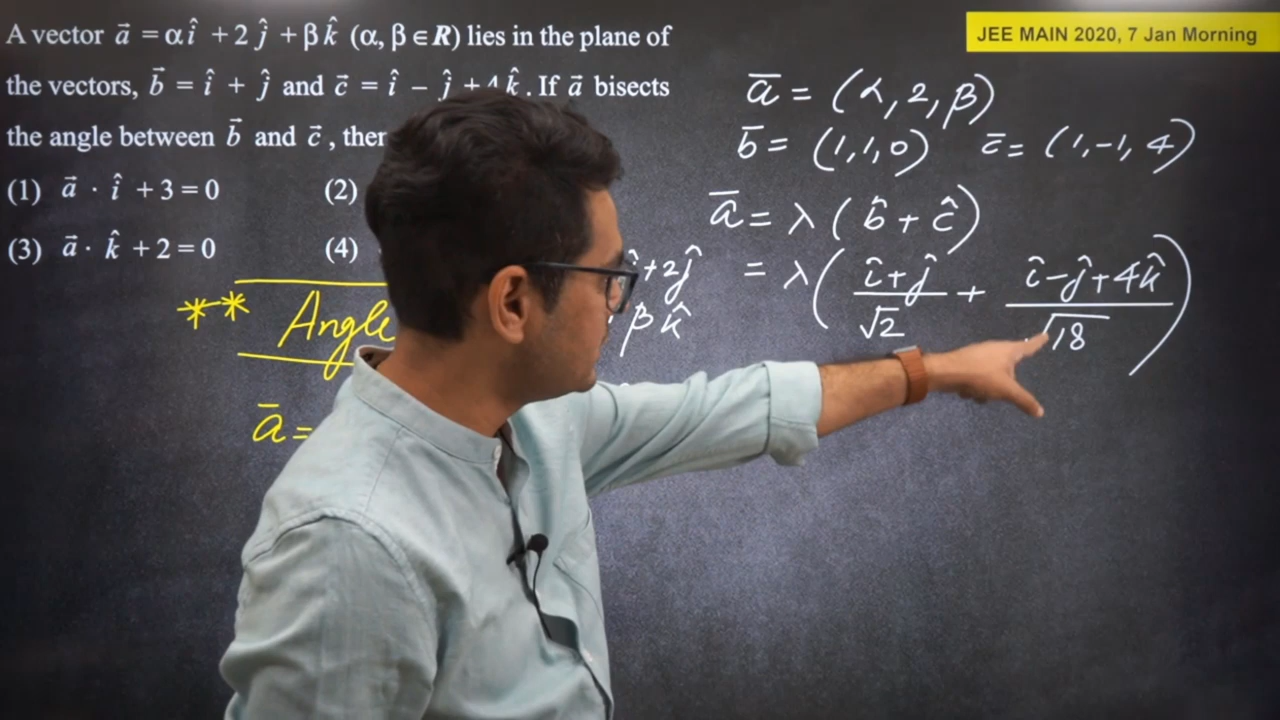 A vector a⃗ = αî + 2ĵ + βk̂ (α, β ∈ R) lies in the plane of
the vectors, b⃗ = î + ĵ and c⃗ = î − ĵ + 4k̂. If a⃗ bisects
the angle between b⃗ and c⃗, then
(1) a⃗ · î + 3 = 0 (2)
(3) a⃗ · k̂ + 2 = 0 (4)
** Angle
a̅ =
JEE MAIN 2020, 7 Jan Morning
a̅ = (α, 2, β)
b̅ = (1, 1, 0) c̅ = (1, -1, 4)
a̅ = λ (b̂ + ĉ)
+2ĵ = λ( (î + ĵ)/√2 + (î - ĵ + 4k̂)/√18 )
βk̂